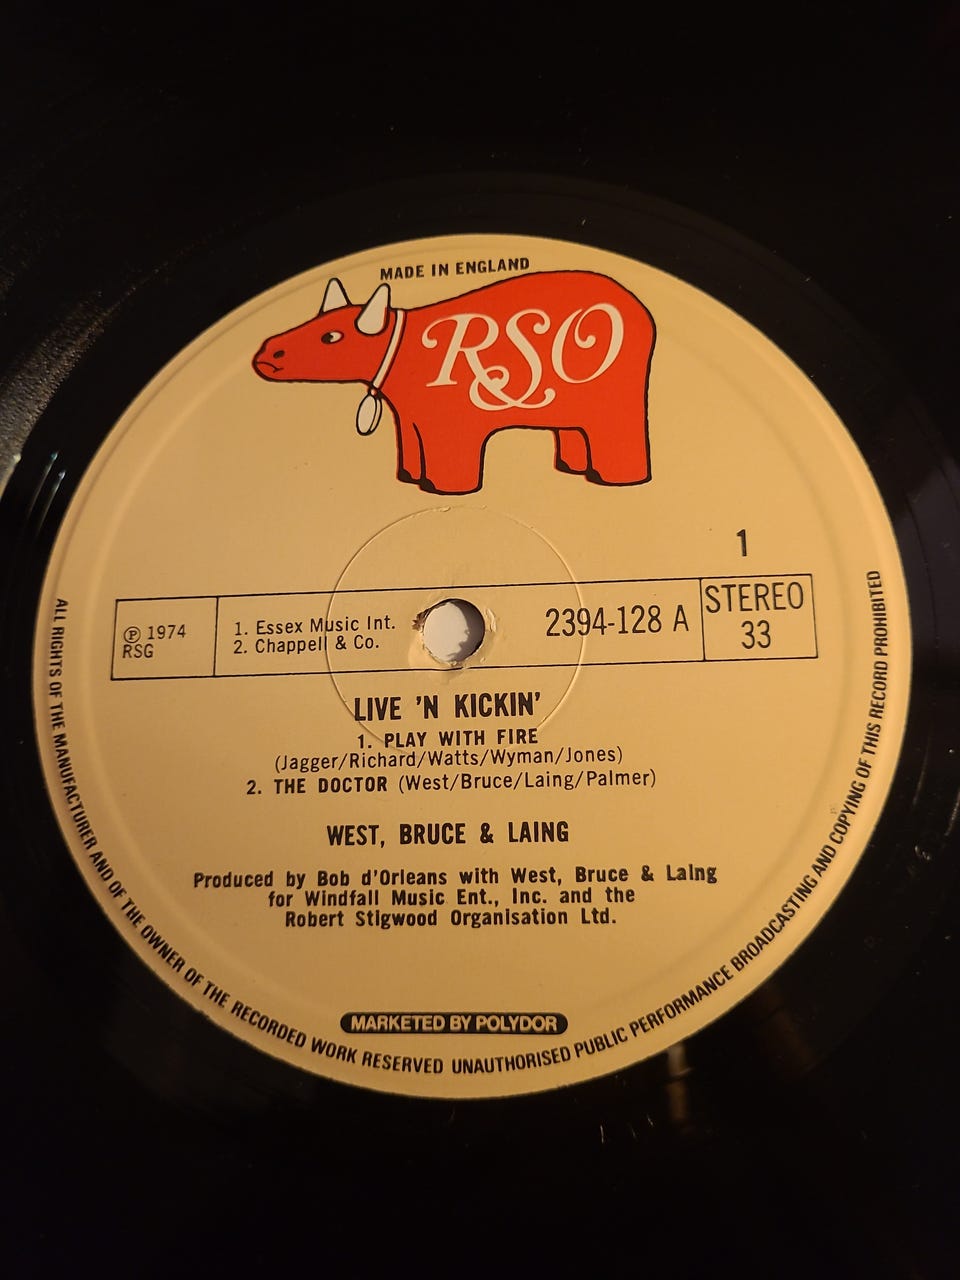 MADE IN ENGLAND
RSO
1
℗ 1974
RSG
1. Essex Music Int.
2. Chappell & Co.
2394-128 A
STEREO
33
LIVE 'N KICKIN'
1. PLAY WITH FIRE
(Jagger/Richard/Watts/Wyman/Jones)
2. THE DOCTOR (West/Bruce/Laing/Palmer)
WEST, BRUCE & LAING
Produced by Bob d'Orleans with West, Bruce & Laing
for Windfall Music Ent., Inc. and the
Robert Stigwood Organisation Ltd.
MARKETED BY POLYDOR
ALL RIGHTS OF THE MANUFACTURER AND OF THE OWNER OF THE RECORDED WORK RESERVED UNAUTHORISED PUBLIC PERFORMANCE BROADCASTING AND COPYING OF THIS RECORD PROHIBITED